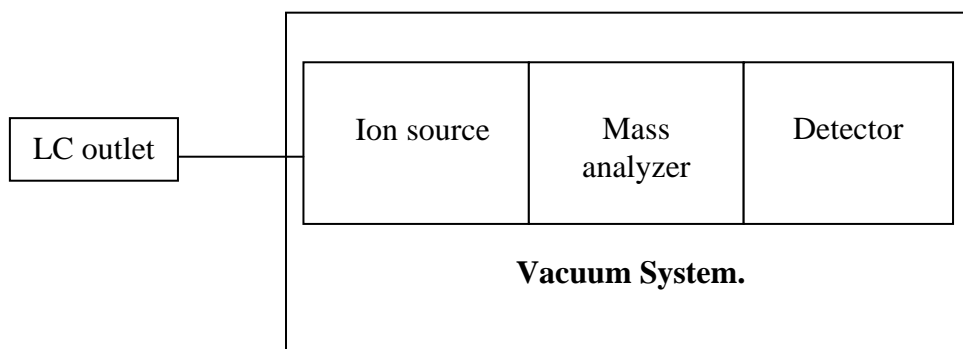 LC outlet
Ion source
Mass
analyzer
Detector
Vacuum System.